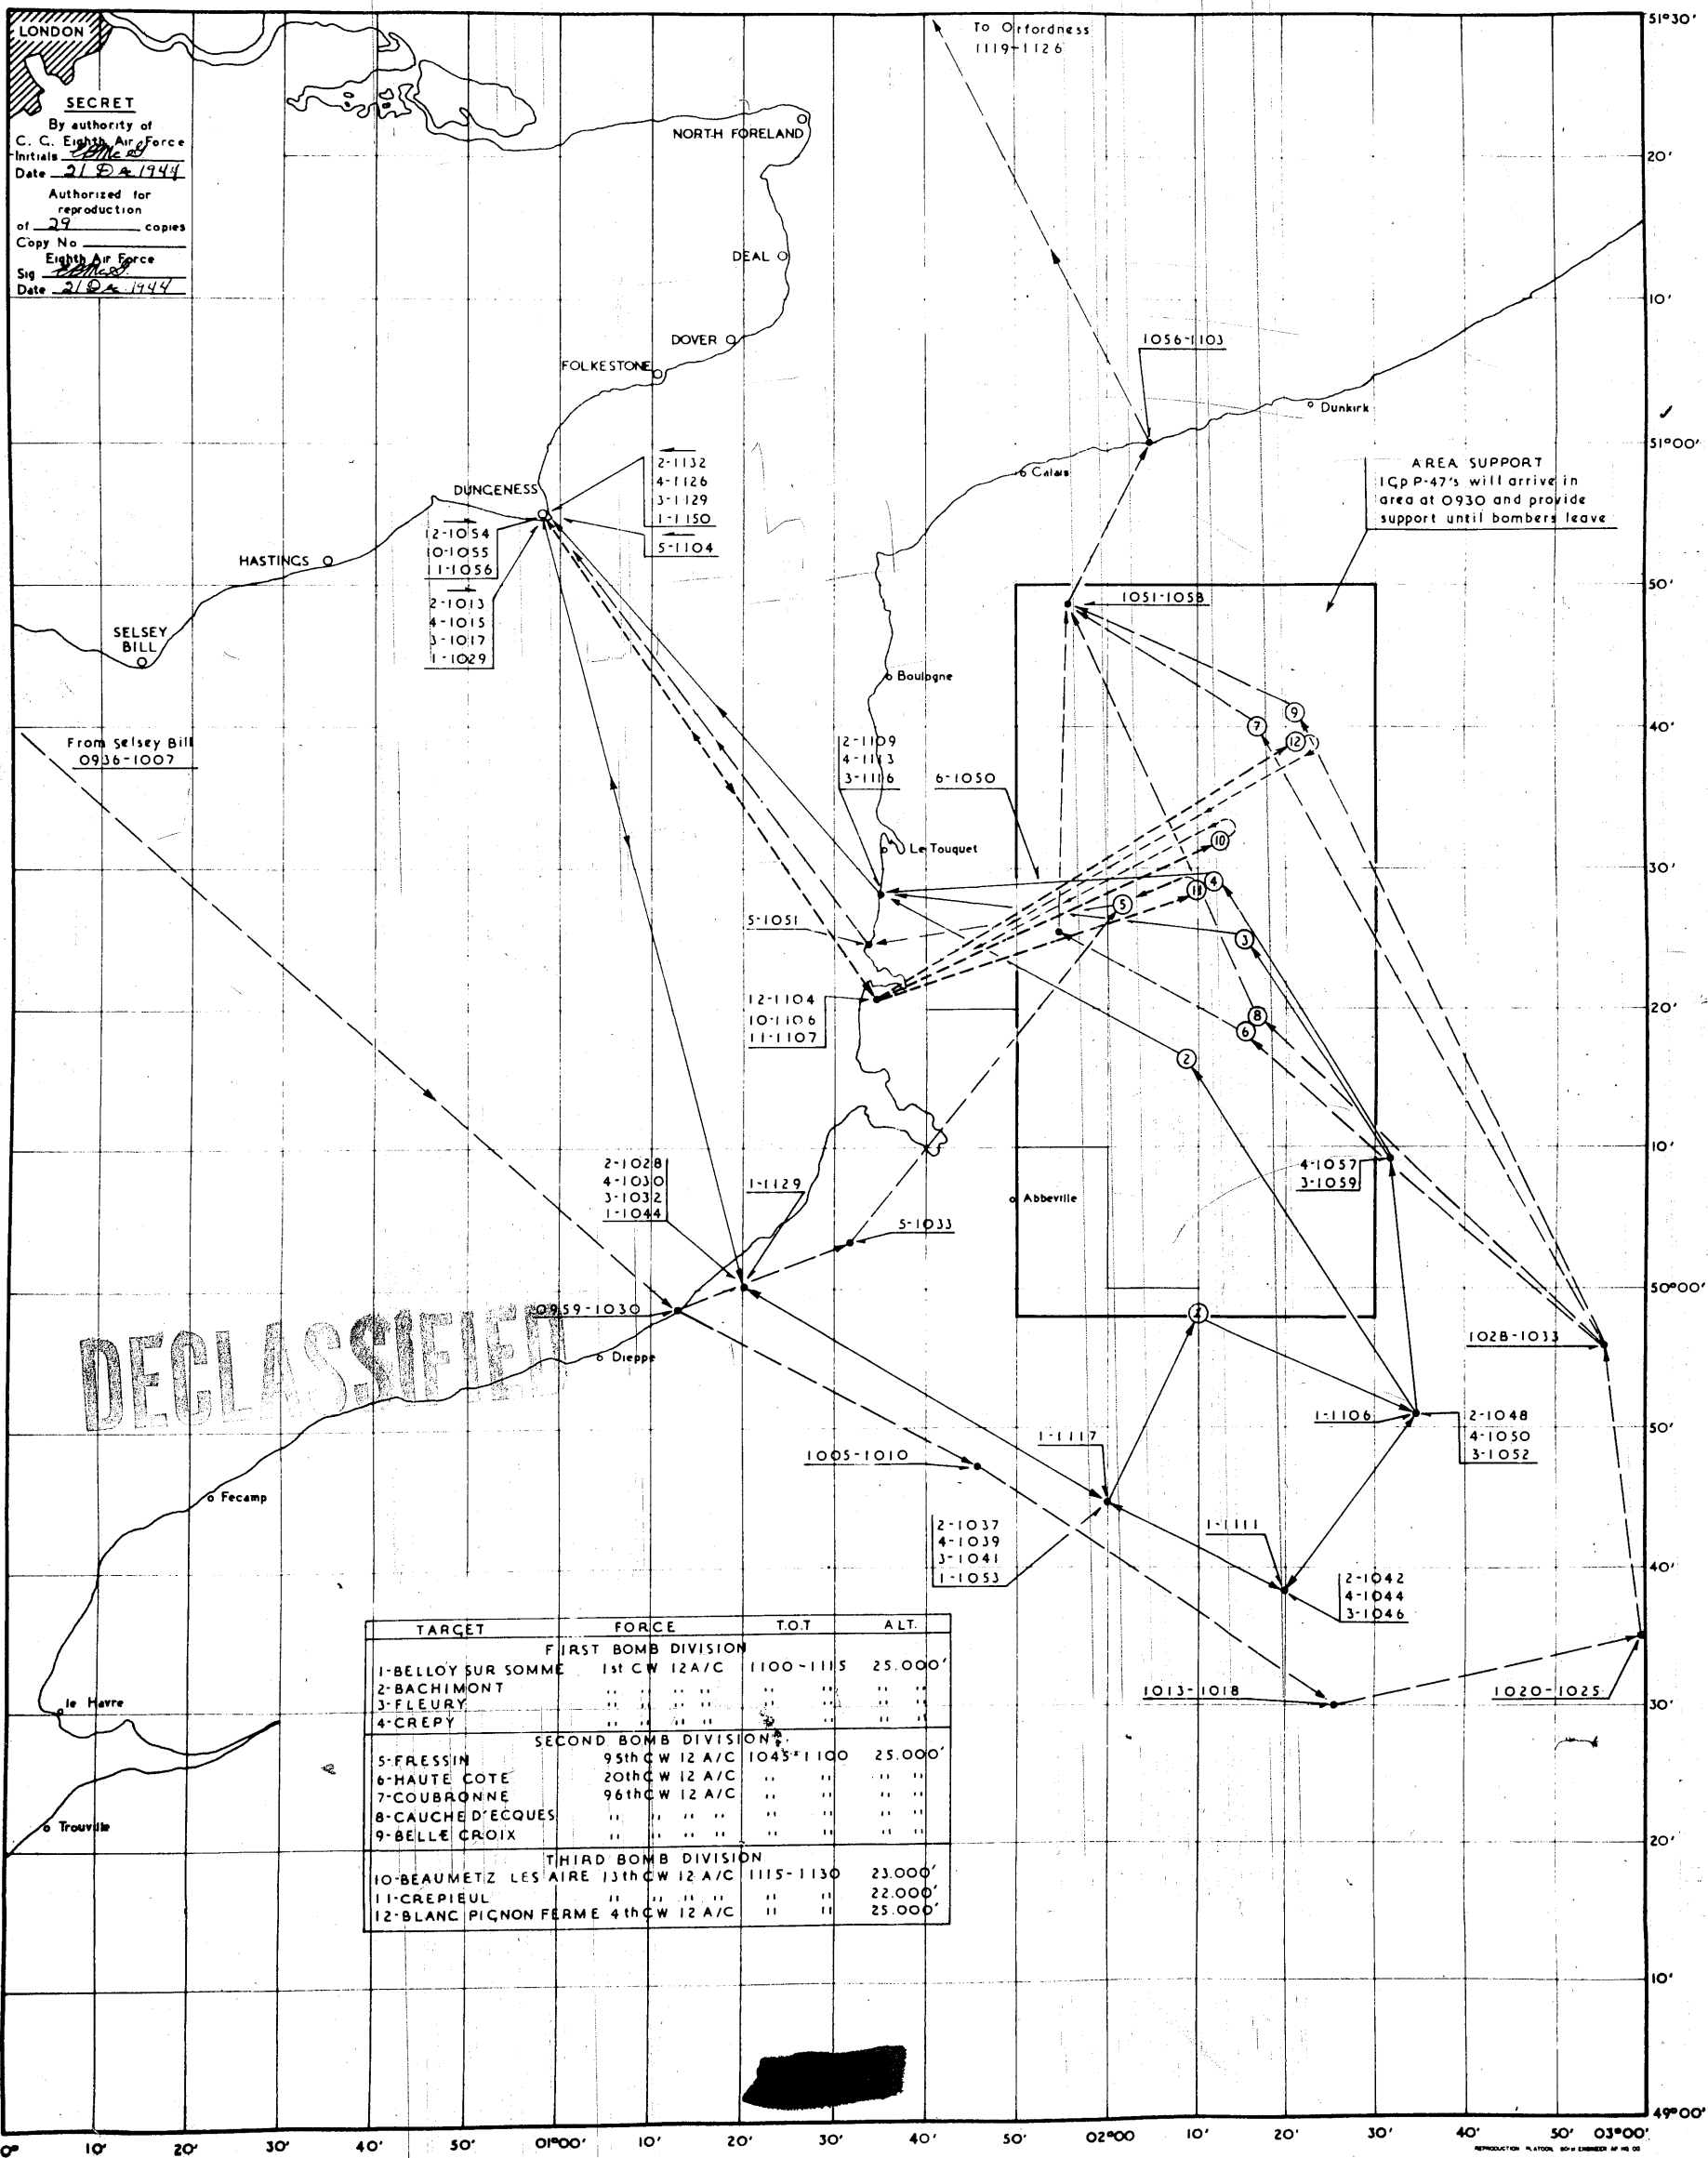 LONDON
SECRET
By authority of
C. G. Eighth Air Force
Initials
Date 21 Dec 1944
Authorized for
reproduction
of 29 copies
Copy No
Eighth Air Force
Sig
Date 21 Dec 1944
To Orfordness
1119-1126
51°30'
NORTH FORELAND
20'
DEAL
10'
DOVER
FOLKESTONE
1056-1103
Dunkirk
51°00'
Calais
AREA SUPPORT
1 Gp P-47's will arrive in
area at 0930 and provide
support until bombers leave
DUNGENESS
2-1132
4-1126
3-1129
1-1150
5-1104
12-1054
10-1055
11-1056
HASTINGS
2-1013
4-1015
3-1017
1-1029
50'
1051-1058
SELSEY
BILL
Boulogne
From Selsey Bill
0936-1007
40'
9
7
12
2-1109
4-1113
3-1116
6-1050
Le Touquet
10
30'
4
11
5
5-1051
3
12-1104
10-1106
11-1107
20'
8
6
2
10'
2-1028
4-1030
3-1032
1-1044
1-1129
4-1057
3-1059
Abbeville
5-1033
50°00'
0959-1030
1028-1033
DECLASSIFIED
Dieppe
1-1106
2-1048
4-1050
3-1052
50'
1-1117
1005-1010
Fecamp
2-1037
4-1039
3-1041
1-1053
1-1111
2-1042
4-1044
3-1046
40'
1013-1018
1020-1025
30'
le Havre
Trouville
20'
10'
49°00'
TARGET FORCE T.O.T ALT.
FIRST BOMB DIVISION
1-BELLOY SUR SOMME 1st CW 12 A/C 1100-1115 25.000'
2-BACHIMONT " " " " " " " "
3-FLEURY " " " " " " " "
4-CREPY " " " " " " " "
SECOND BOMB DIVISION
5-FRESSIN 95th CW 12 A/C 1045-1100 25.000'
6-HAUTE COTE 20th CW 12 A/C " " " "
7-COUBRONNE 96th CW 12 A/C " " " "
8-CAUCHE D'ECQUES " " " " " " " "
9-BELLE CROIX " " " " " " " "
THIRD BOMB DIVISION
10-BEAUMETZ LES AIRE 13th CW 12 A/C 1115-1130 23.000'
11-CREPIEUL " " " " " " 22.000'
12-BLANC PIGNON FERME 4th CW 12 A/C " " 25.000'
0° 10' 20' 30' 40' 50' 01°00' 10' 20' 30' 40' 50' 02°00 10' 20' 30' 40' 50' 03°00'